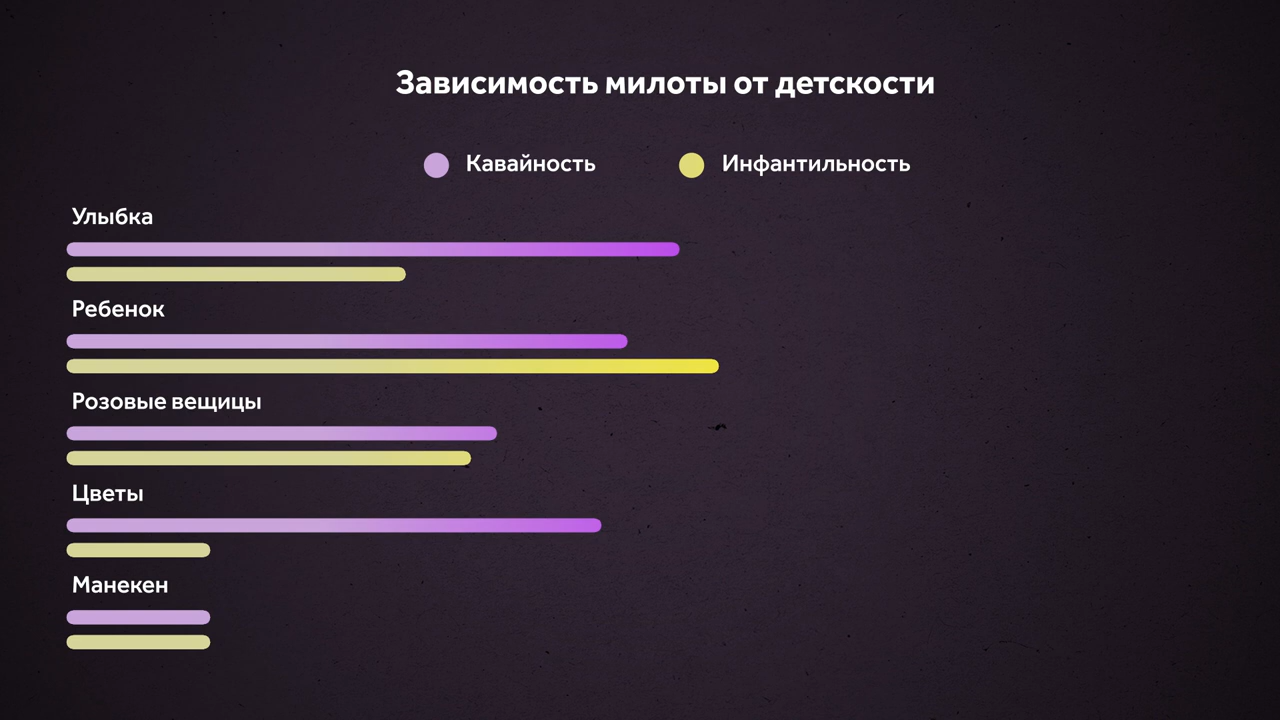 Зависимость милоты от детскости
Кавайность
Инфантильность
Улыбка
Ребенок
Розовые вещицы
Цветы
Манекен